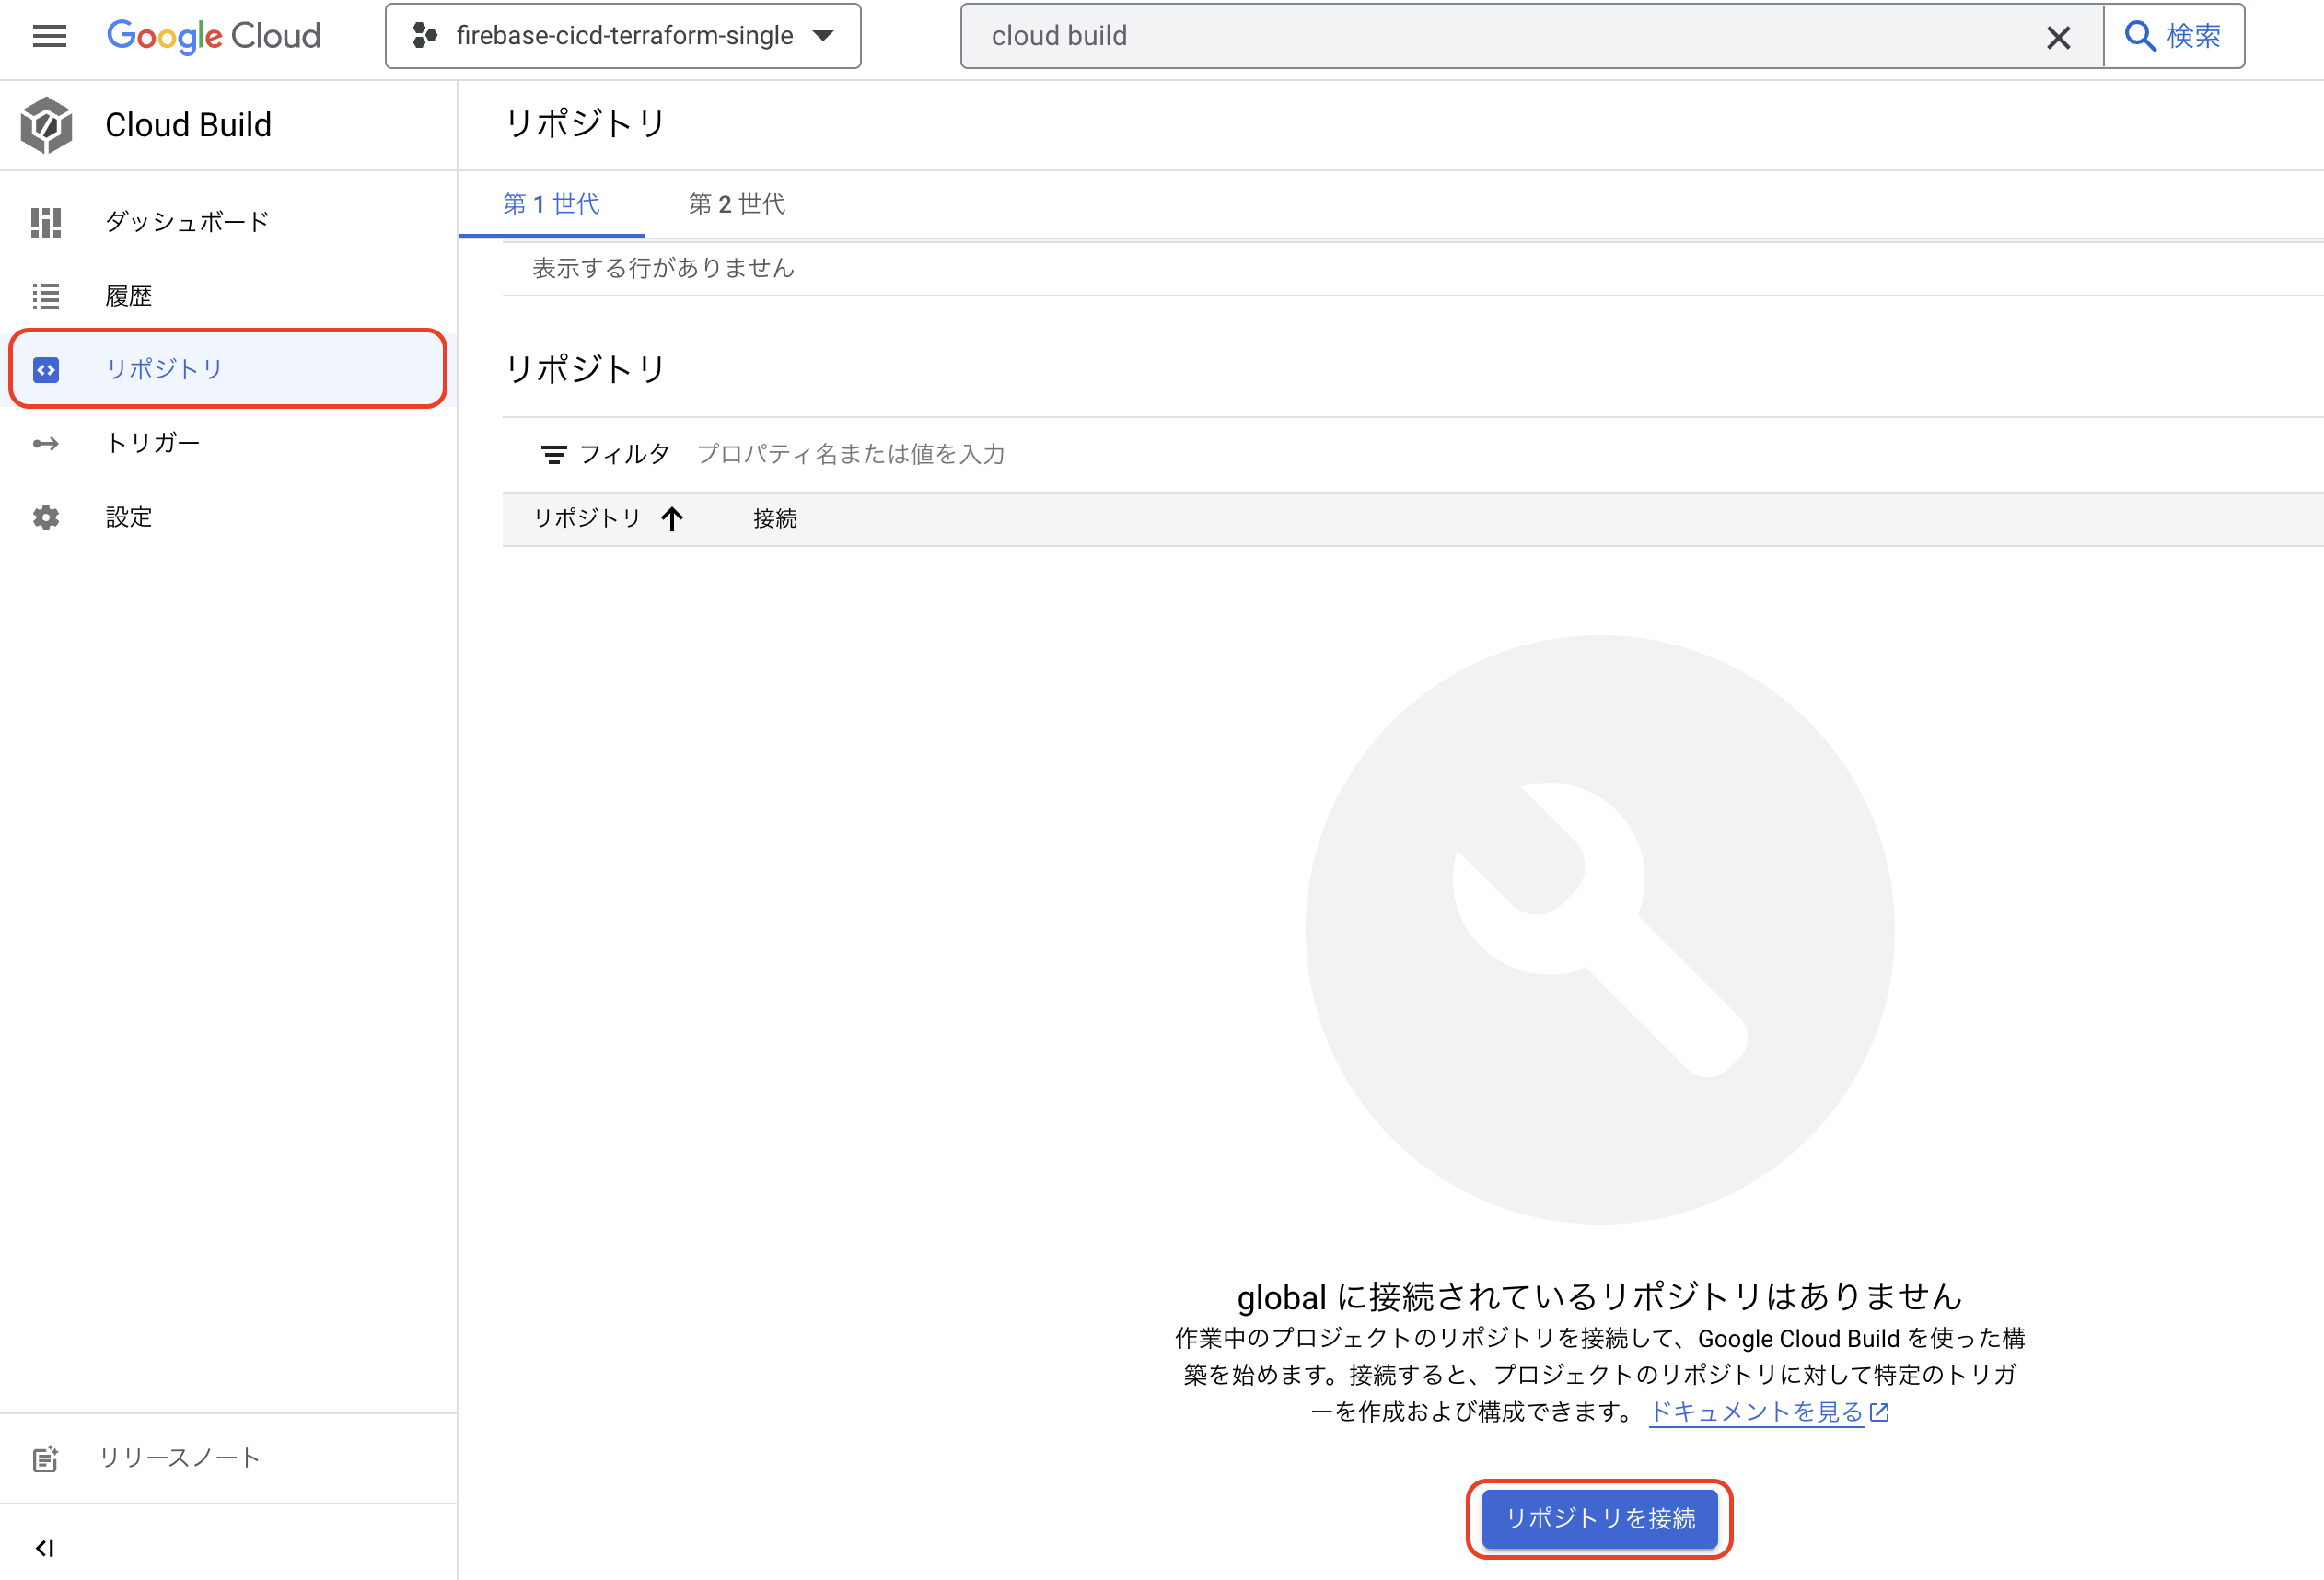 Google Cloud
firebase-cicd-terraform-single
cloud build
検索
Cloud Build
リポジトリ
ダッシュボード
履歴
リポジトリ
トリガー
設定
リリースノート
第 1 世代
第 2 世代
表示する行がありません
リポジトリ
フィルタ プロパティ名または値を入力
リポジトリ 接続
global に接続されているリポジトリはありません
作業中のプロジェクトのリポジトリを接続して、Google Cloud Build を使った構
築を始めます。接続すると、プロジェクトのリポジトリに対して特定のトリガ
ーを作成および構成できます。 ドキュメントを見る
リポジトリを接続